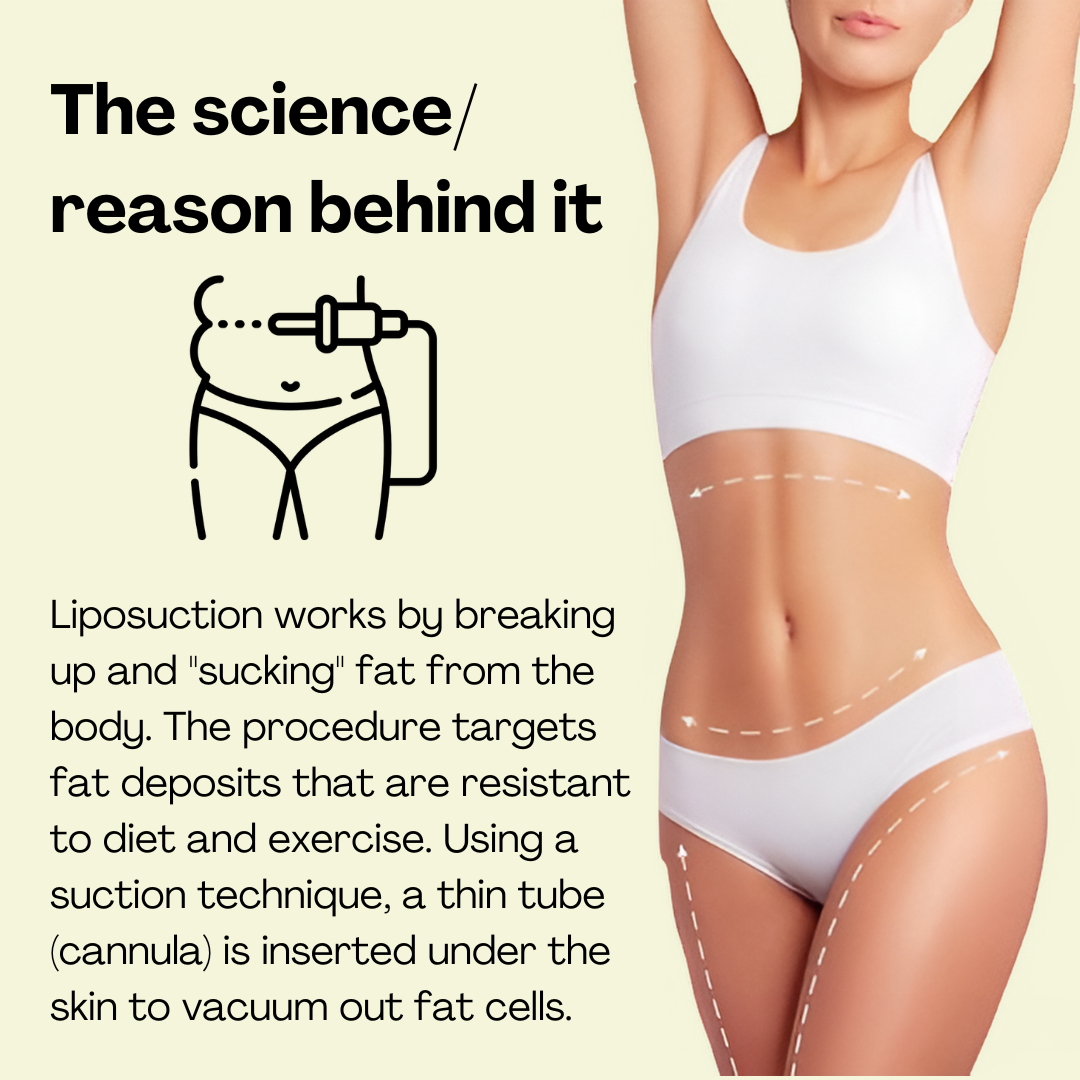 The science/
reason behind it
Liposuction works by breaking
up and "sucking" fat from the
body. The procedure targets
fat deposits that are resistant
to diet and exercise. Using a
suction technique, a thin tube
(cannula) is inserted under the
skin to vacuum out fat cells.